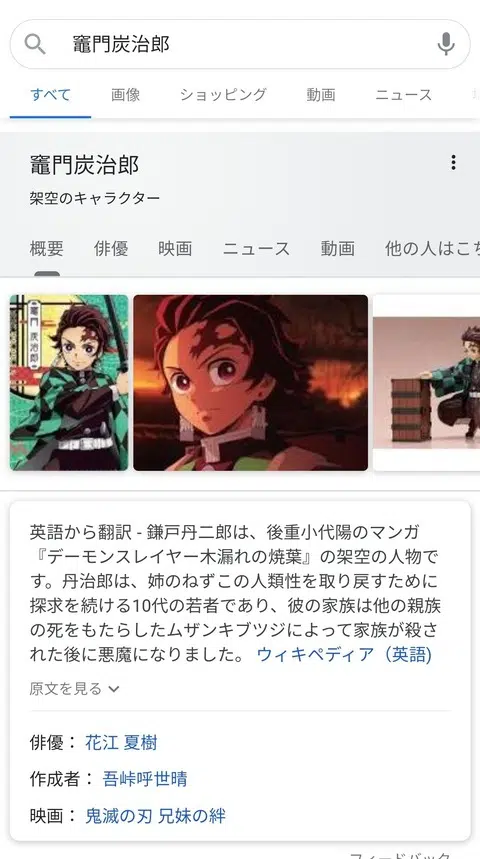 竈門炭治郎
すべて 画像 ショッピング 動画 ニュース
竈門炭治郎
架空のキャラクター
概要 俳優 映画 ニュース 動画 他の人はこち
竈門 炭治郎
英語から翻訳 - 鎌戸丹二郎は、後重小代陽のマンガ
『デーモンスレイヤー木漏れの焼葉』の架空の人物で
す。丹治郎は、姉のねずこの人類性を取り戻すために
探求を続ける10代の若者であり、彼の家族は他の親族
の死をもたらしたムザンキブツジによって家族が殺さ
れた後に悪魔になりました。 ウィキペディア（英語)
原文を見る
俳優： 花江 夏樹
作成者： 吾峠呼世晴
映画： 鬼滅の刃 兄妹の絆
フィードバック